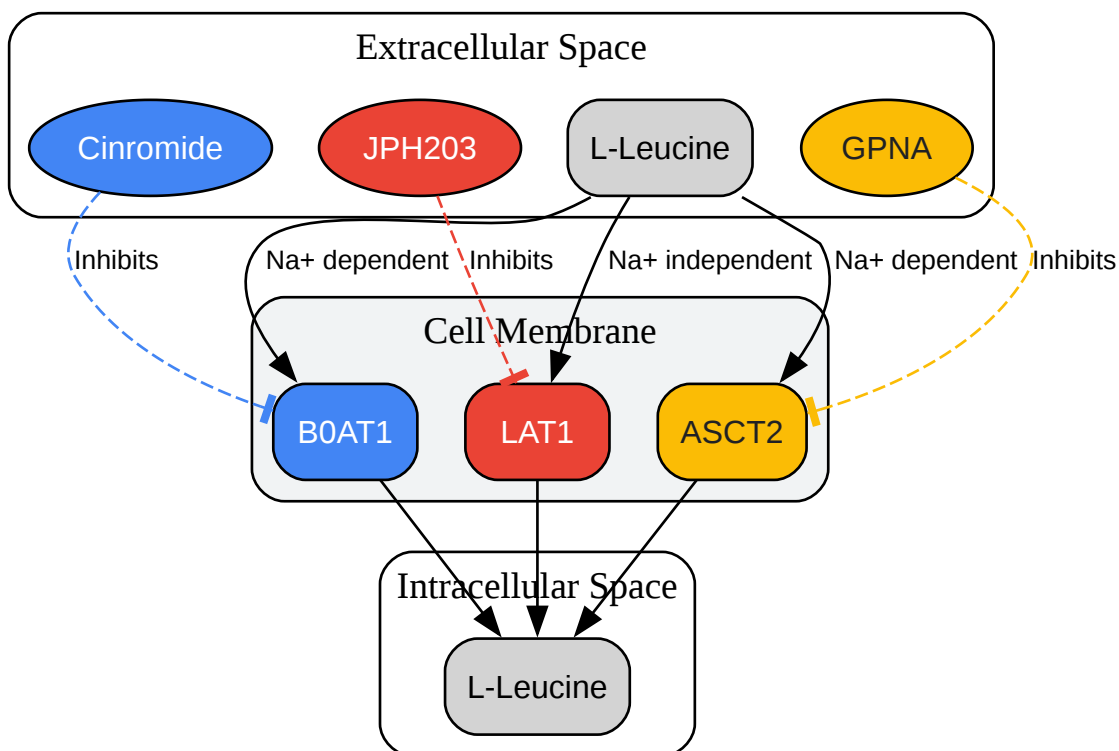 Extracellular Space
Cinromide
JPH203
L-Leucine
GPNA
Inhibits
Na+ dependent
Inhibits
Na+ independent
Na+ dependent
Inhibits
Cell Membrane
B0AT1
LAT1
ASCT2
Intracellular Space
L-Leucine